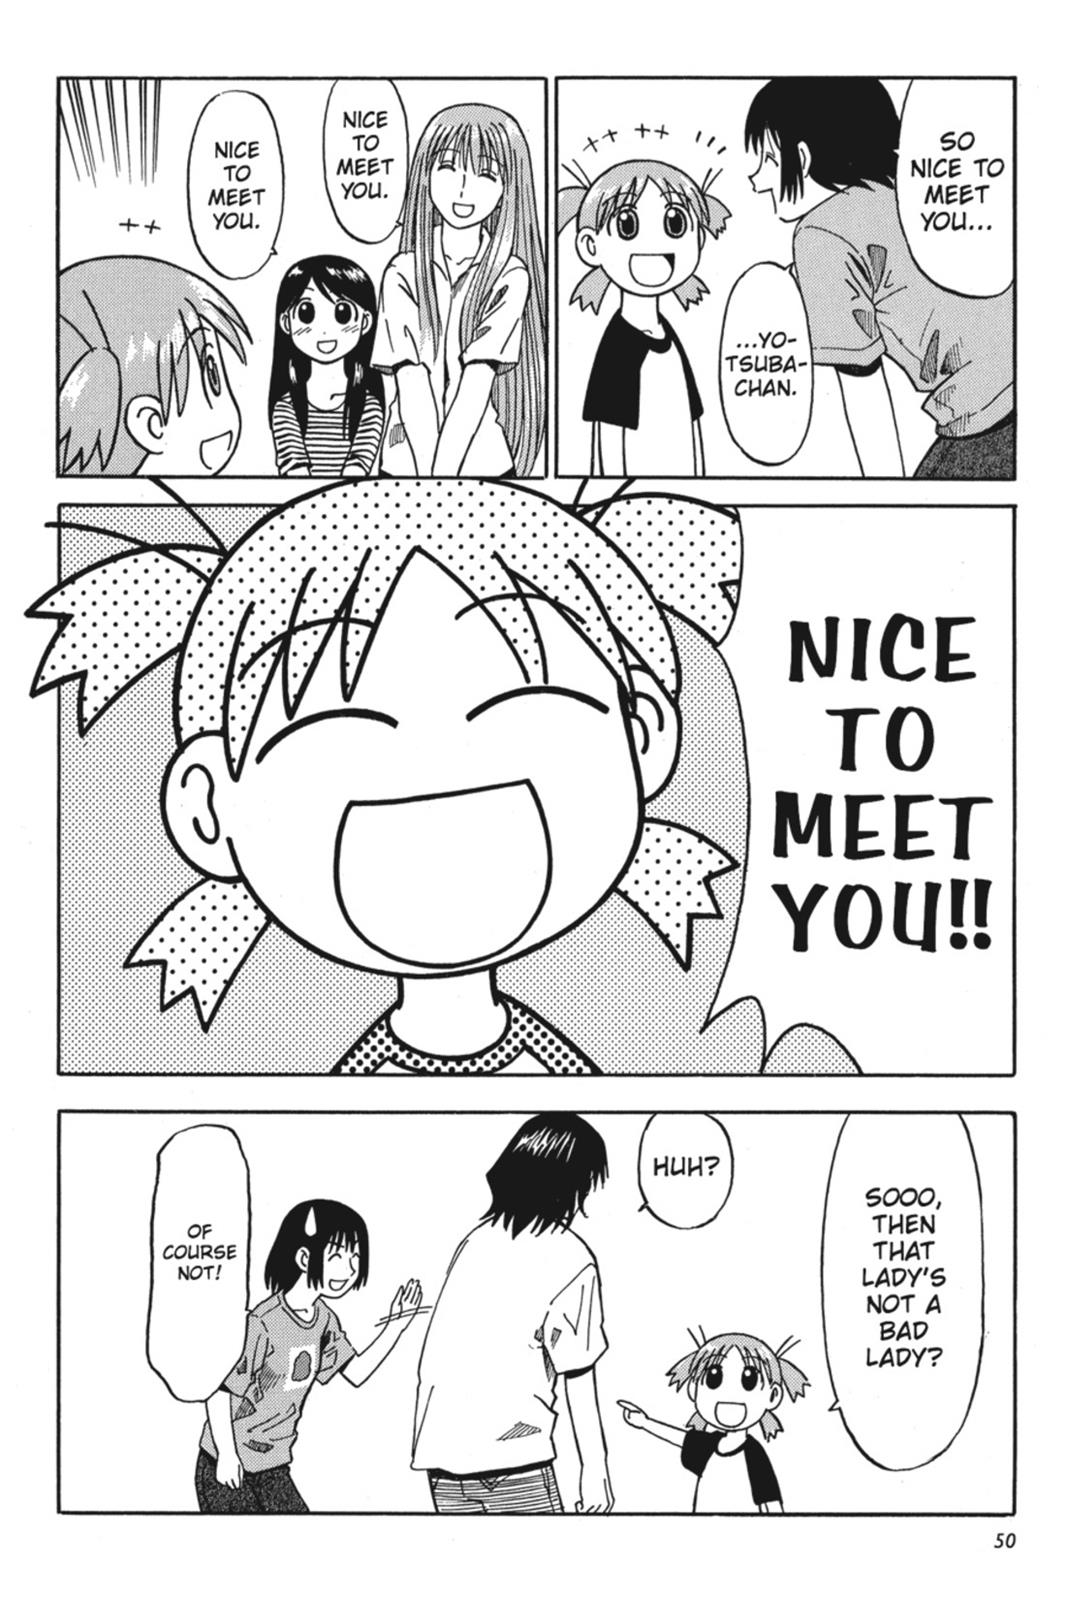 SO
NICE TO
MEET
YOU...
...YO-
TSUBA-
CHAN.
NICE
TO
MEET
YOU.
NICE
TO
MEET
YOU.
NICE
TO
MEET
YOU!!
SOOO,
THEN
THAT
LADY'S
NOT A
BAD
LADY?
HUH?
OF
COURSE
NOT!
50